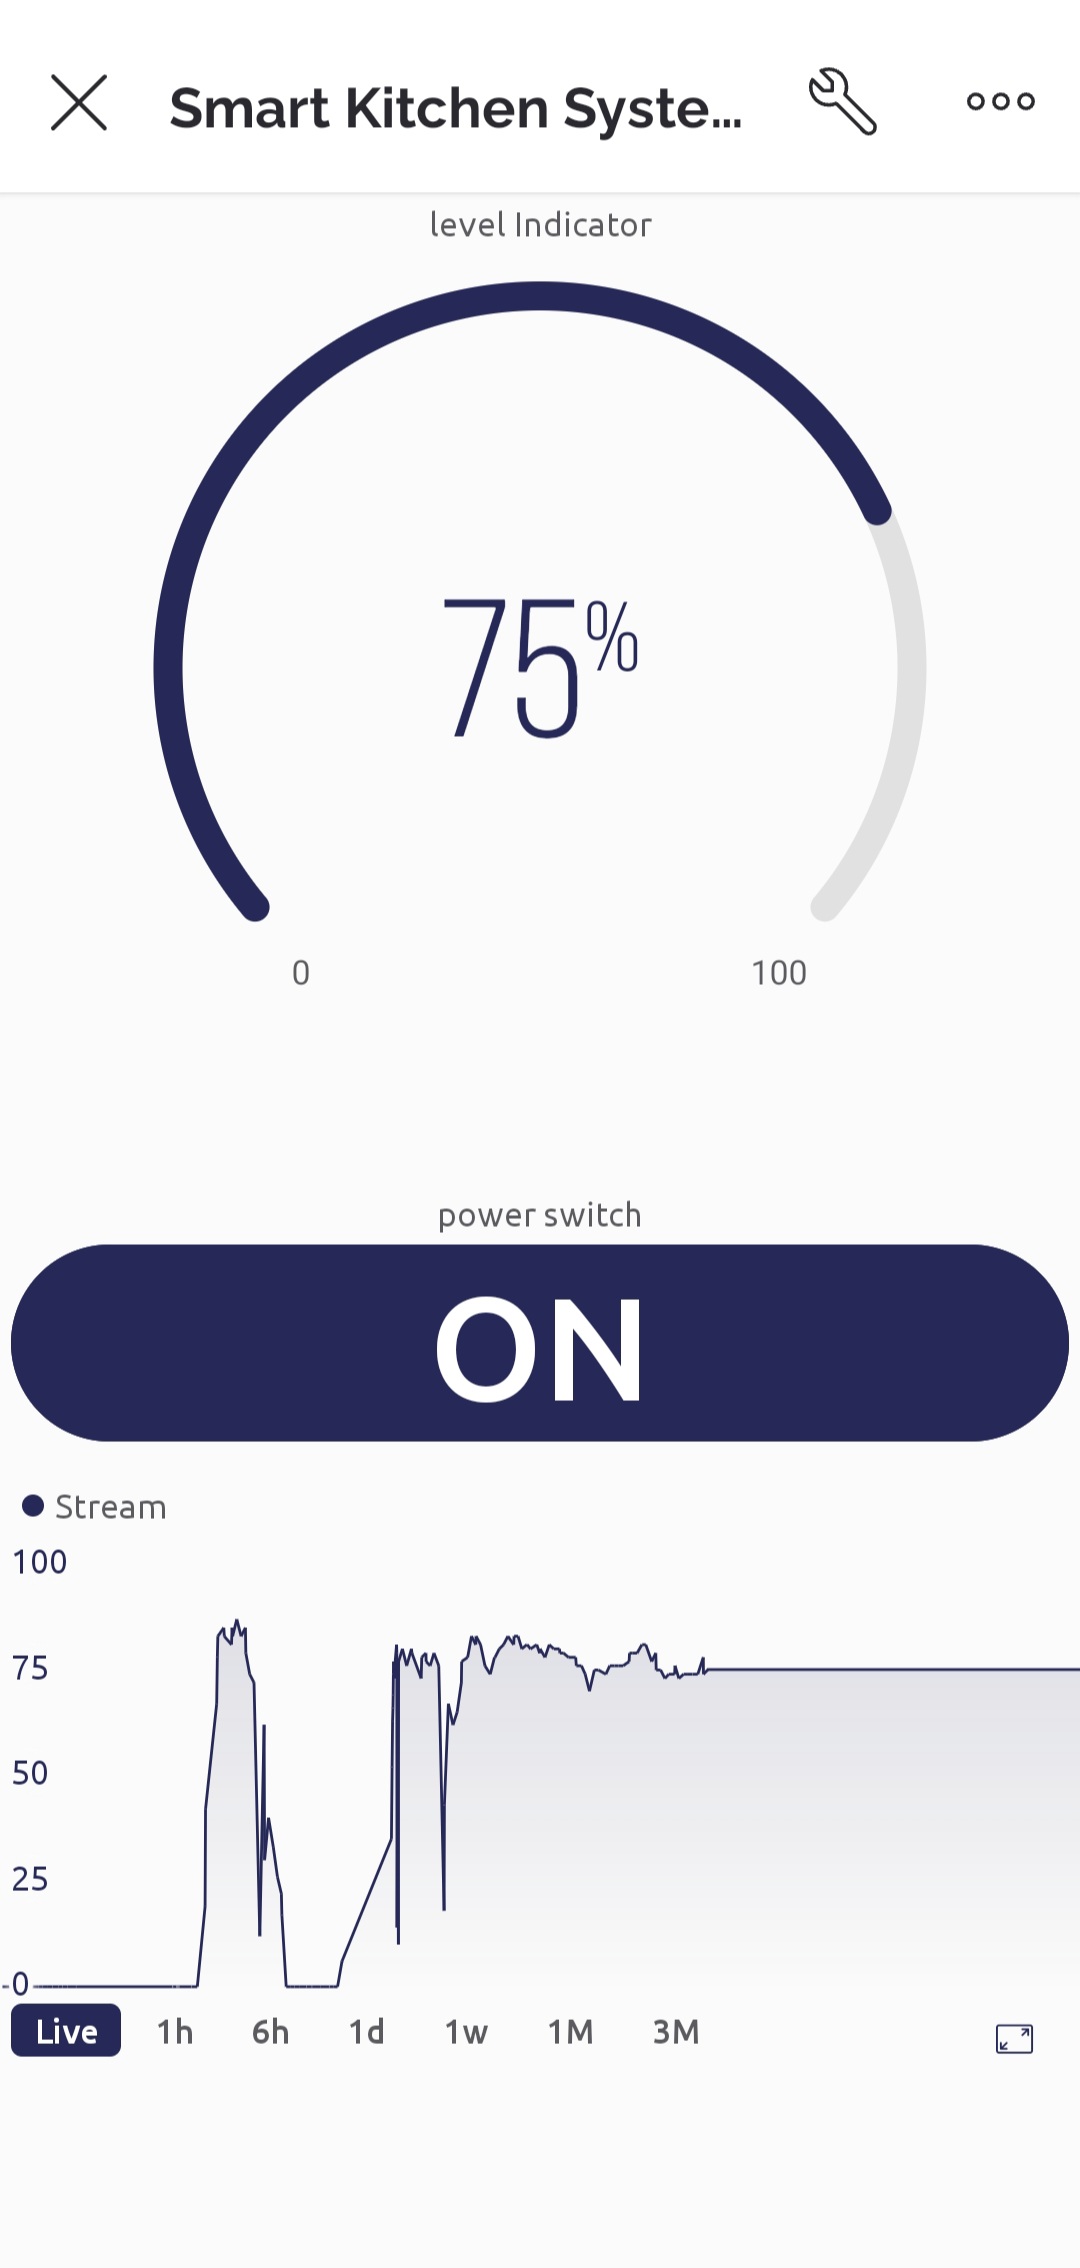 Smart Kitchen Syste...
level Indicator
75%
0 100
power switch
ON
Stream
100
75
50
25
-0
Live 1h 6h 1d 1w 1M 3M